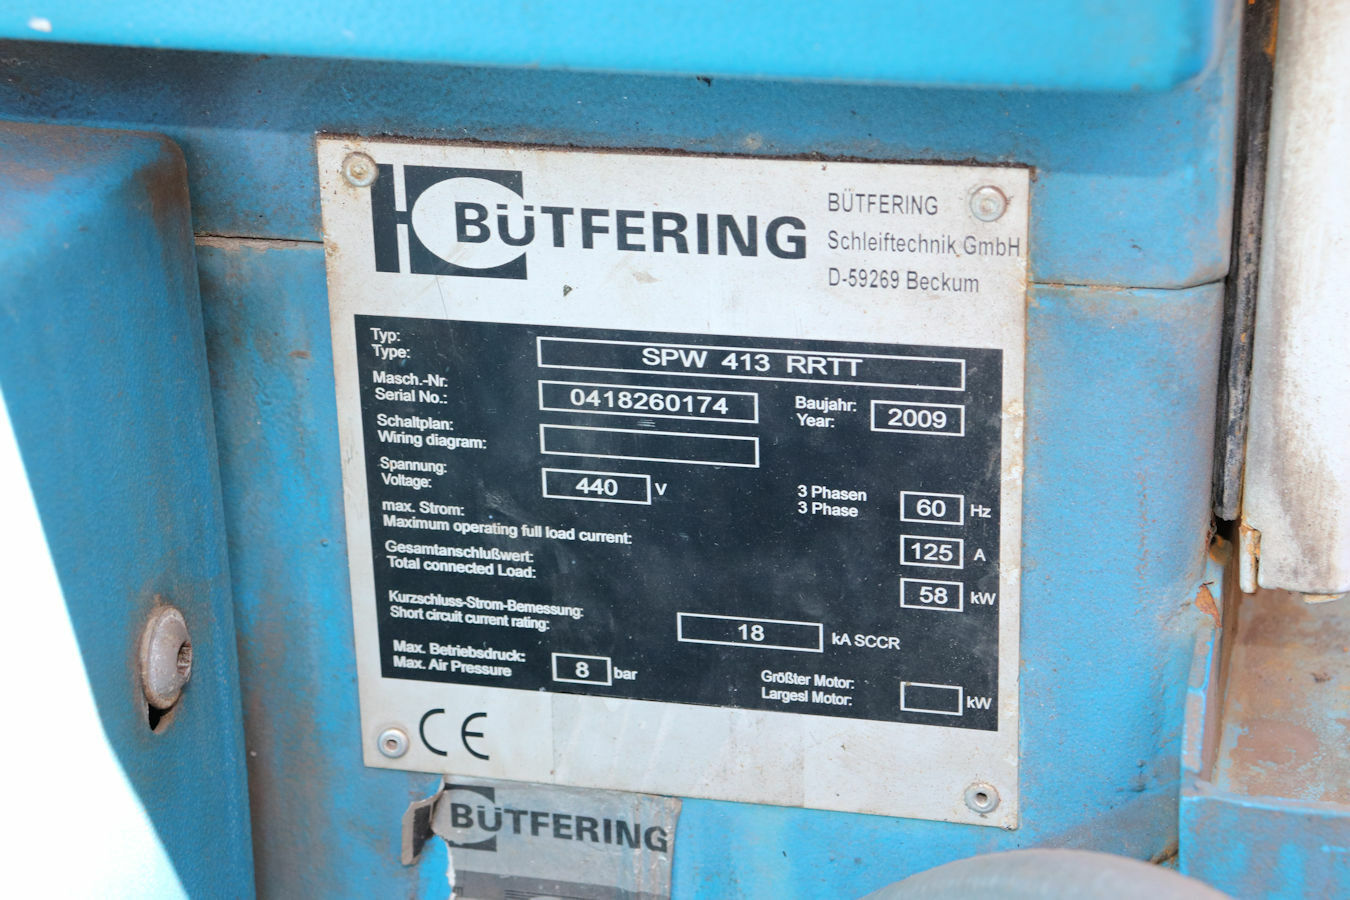 BÜTFERING
BÜTFERING
Schleiftechnik GmbH
D-59269 Beckum
Typ:
Type:
SPW 413 RRTT
Masch.-Nr.
Serial No.:
0418260174
Baujahr:
Year:
2009
Schaltplan:
Wiring diagram:
Spannung:
Voltage:
440 V
3 Phasen
3 Phase
60 Hz
max. Strom:
Maximum operating full load current:
125 A
Gesamtanschlußwert:
Total connected Load:
58 kW
Kurzschluss-Strom-Bemessung:
Short circuit current rating:
18 kA SCCR
Max. Betriebsdruck:
Max. Air Pressure
8 bar
Größter Motor:
Largesl Motor:
kW
CE
BÜTFERING